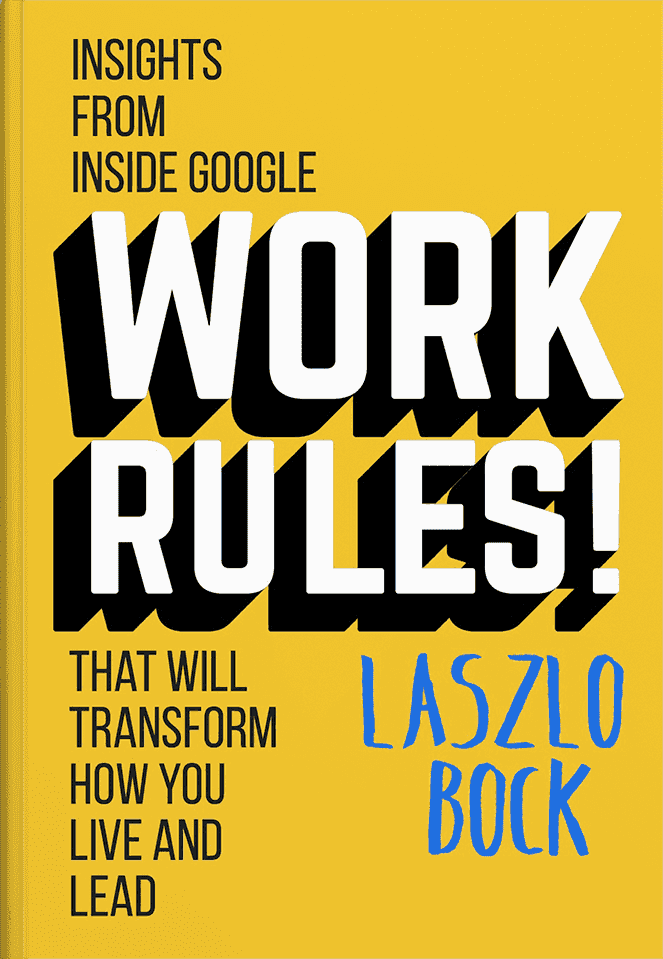 INSIGHTS
FROM
INSIDE GOOGLE
WORK
RULES!
THAT WILL
TRANSFORM
HOW YOU
LIVE AND
LEAD
LASZLO
BOCK